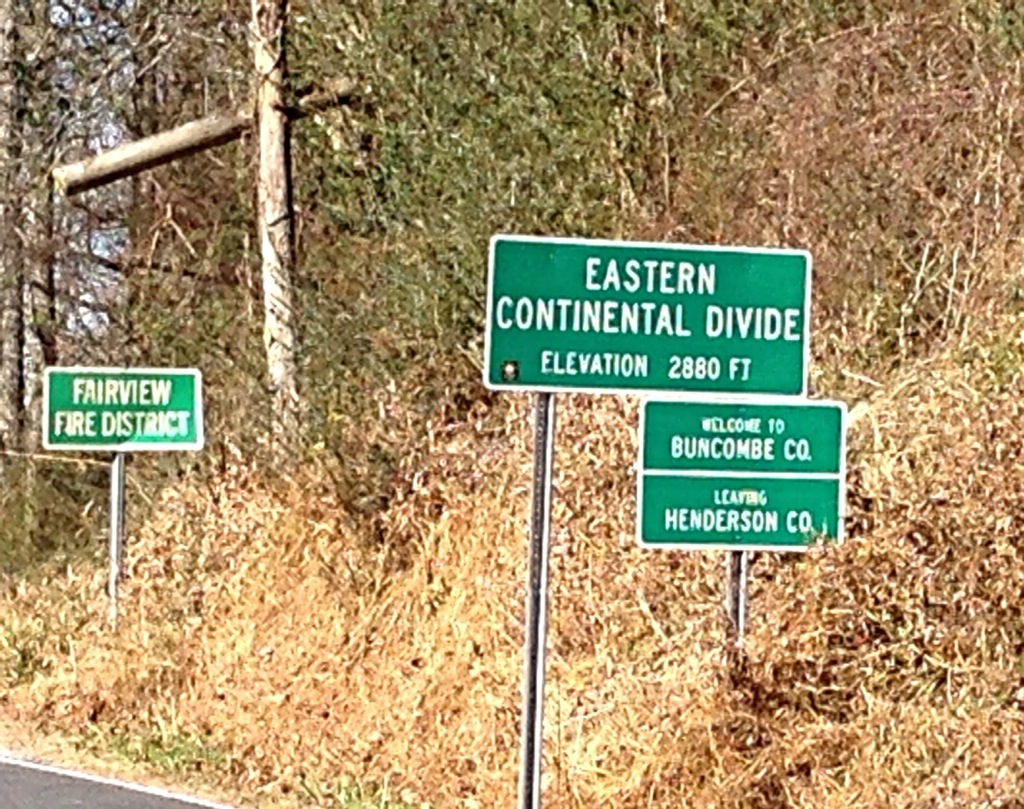 FAIRVIEW
FIRE DISTRICT
EASTERN
CONTINENTAL DIVIDE
ELEVATION 2880 FT
WELCOME TO
BUNCOMBE CO.
LEAVING
HENDERSON CO.